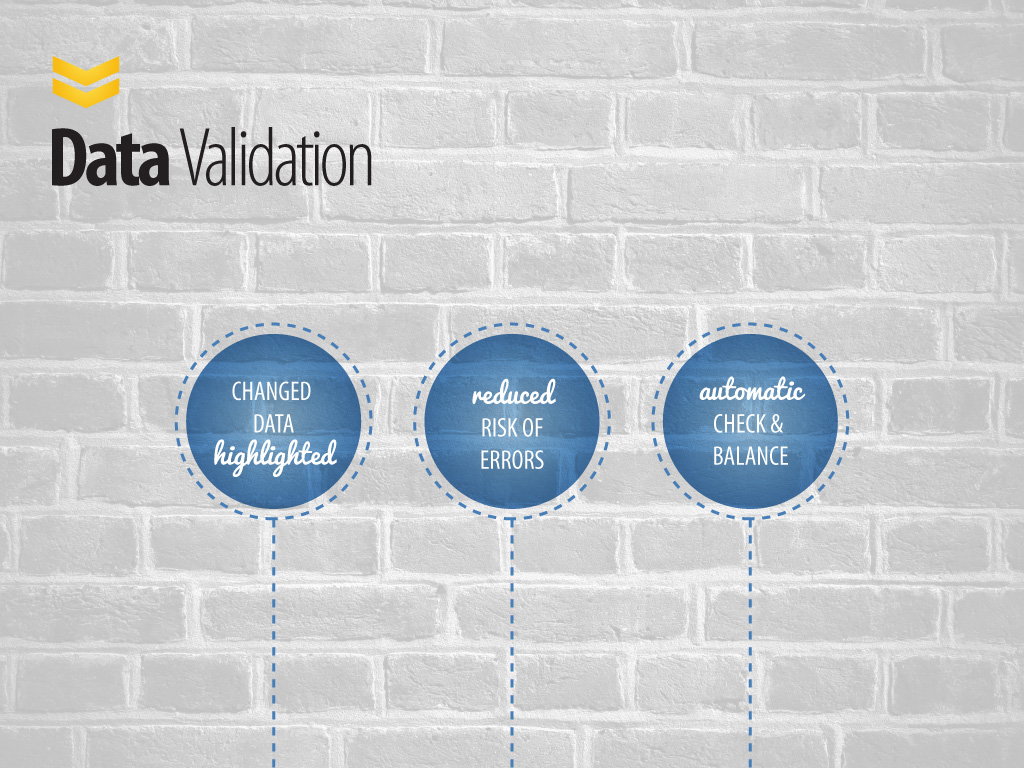 Data Validation
CHANGED
DATA
highlighted
reduced
RISK OF
ERRORS
automatic
CHECK &
BALANCE